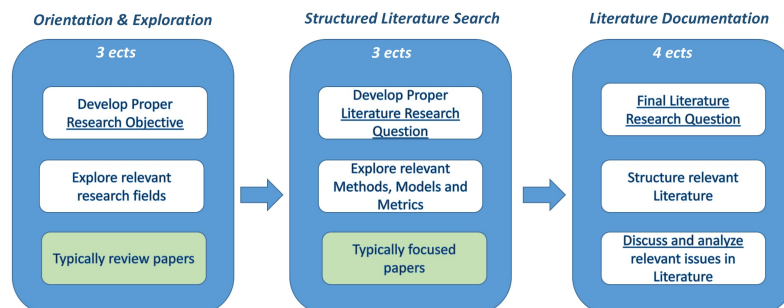 Orientation & Exploration
3 ects
Develop Proper
Research Objective
Explore relevant
research fields
Typically review papers
Structured Literature Search
3 ects
Develop Proper
Literature Research
Question
Explore relevant
Methods, Models and
Metrics
Typically focused
papers
Literature Documentation
4 ects
Final Literature
Research Question
Structure relevant
Literature
Discuss and analyze
relevant issues in
Literature